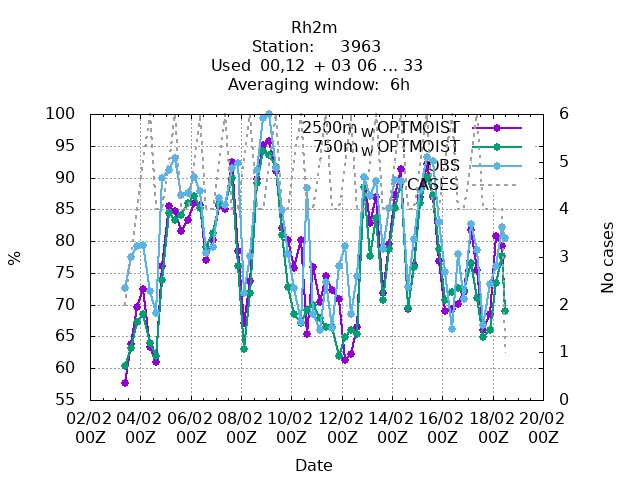 Rh2m
Station: 3963
Used 00,12 + 03 06 ... 33
Averaging window: 6h
100
95
90
85
80
75
70
65
60
55
%
6
5
4
3
2
1
0
No cases
2500m W OPTMOIST
750m W OPTMOIST
OBS
CASES
02/02 04/02 06/02 08/02 10/02 12/02 14/02 16/02 18/02 20/02
00Z 00Z 00Z 00Z 00Z 00Z 00Z 00Z 00Z 00Z
Date